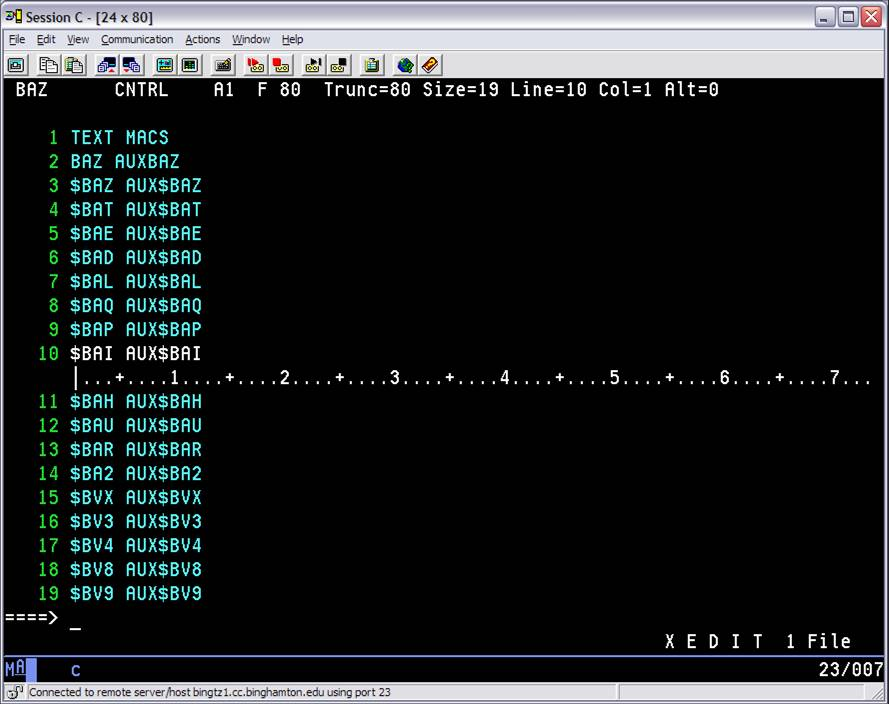 Session C - [24 x 80]
File Edit View Communication Actions Window Help
BAZ CNTRL A1 F 80 Trunc=80 Size=19 Line=10 Col=1 Alt=0
1 TEXT MACS
2 BAZ AUXBAZ
3 $BAZ AUX$BAZ
4 $BAT AUX$BAT
5 $BAE AUX$BAE
6 $BAD AUX$BAD
7 $BAL AUX$BAL
8 $BAQ AUX$BAQ
9 $BAP AUX$BAP
10 $BAI AUX$BAI
|...+....1....+....2....+....3....+....4....+....5....+....6....+....7...
11 $BAH AUX$BAH
12 $BAU AUX$BAU
13 $BAR AUX$BAR
14 $BA2 AUX$BA2
15 $BVX AUX$BVX
16 $BV3 AUX$BV3
17 $BV4 AUX$BV4
18 $BV8 AUX$BV8
19 $BV9 AUX$BV9
====> _
X E D I T 1 File
MA c 23/007
Connected to remote server/host bingtz1.cc.binghamton.edu using port 23